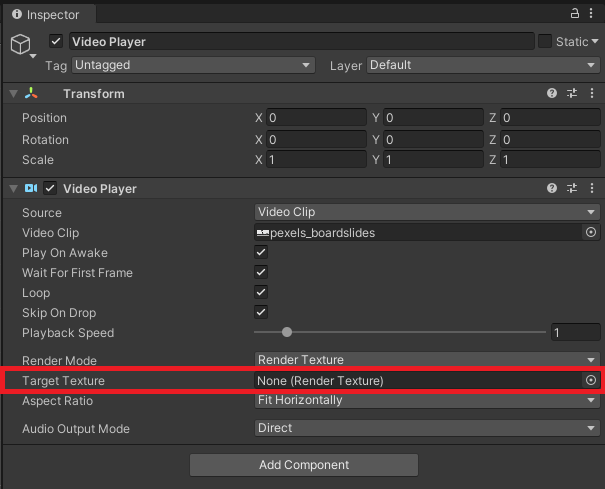 Inspector
Video Player
Static
Tag Untagged Layer Default
Transform
Position X 0 Y 0 Z 0
Rotation X 0 Y 0 Z 0
Scale X 1 Y 1 Z 1
Video Player
Source Video Clip
Video Clip pexels_boardslides
Play On Awake
Wait For First Frame
Loop
Skip On Drop
Playback Speed 1
Render Mode Render Texture
Target Texture None (Render Texture)
Aspect Ratio Fit Horizontally
Audio Output Mode Direct
Add Component